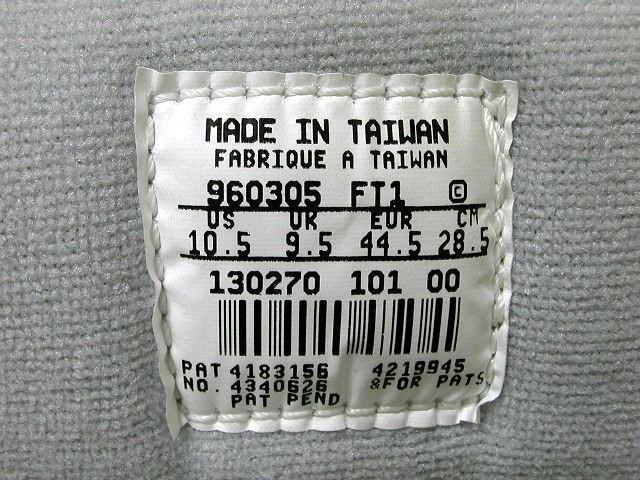 MADE IN TAIWAN
FABRIQUE A TAIWAN
960305 FT1 ©
US UK EUR CM
10.5 9.5 44.5 28.5
130270 101 00
PAT 4183156 4219945
NO. 4340626 &FOR PATS
PAT PEND